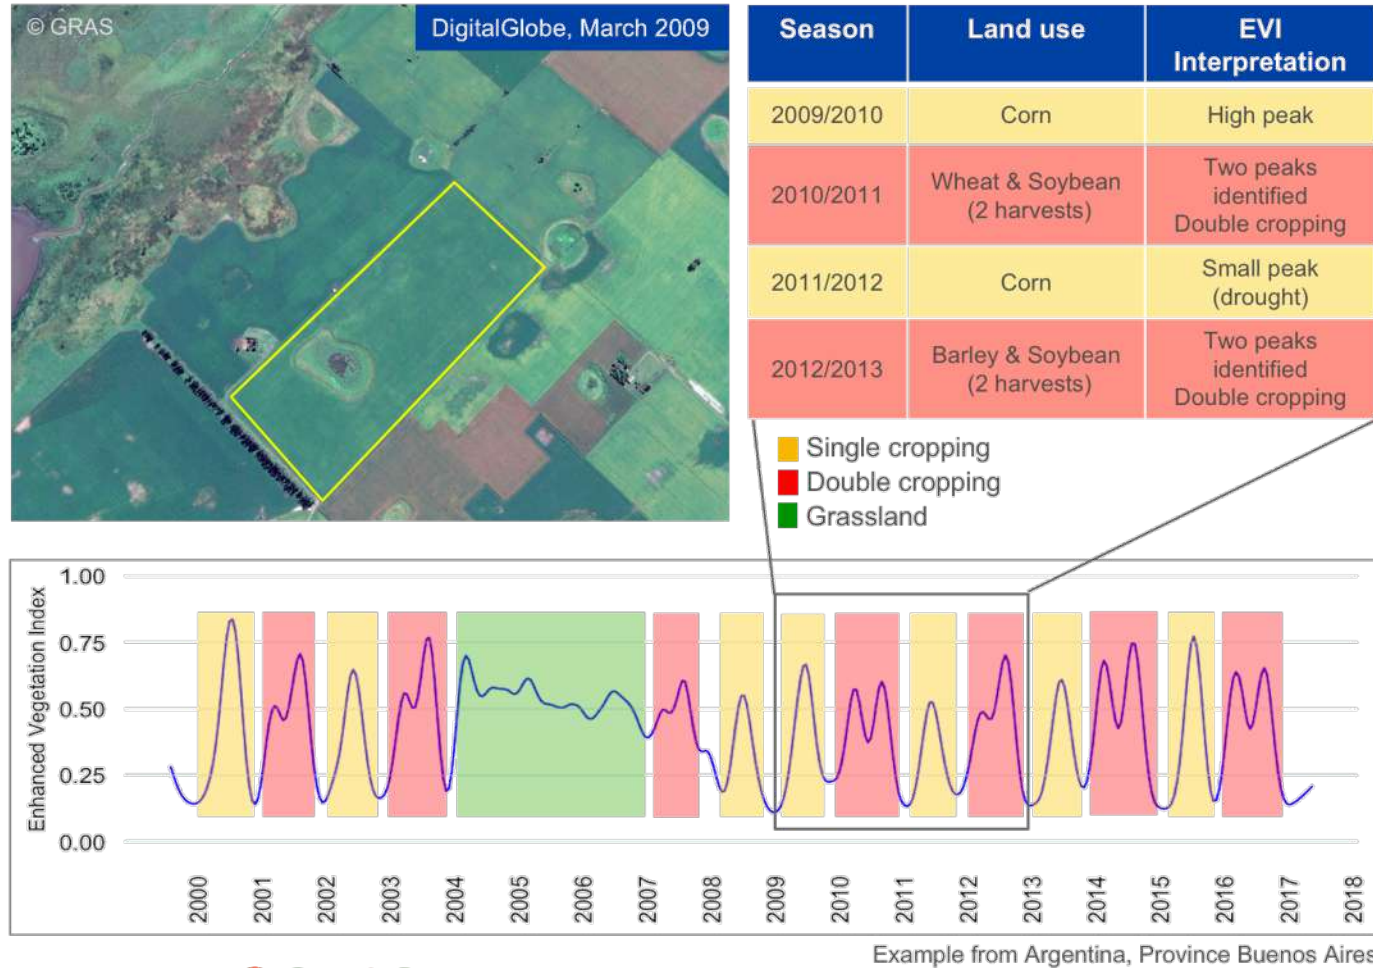 © GRAS
DigitalGlobe, March 2009
Season Land use EVI
Interpretation
2009/2010 Corn High peak
2010/2011 Wheat & Soybean
(2 harvests) Two peaks
identified
Double cropping
2011/2012 Corn Small peak
(drought)
2012/2013 Barley & Soybean
(2 harvests) Two peaks
identified
Double cropping
Single cropping
Double cropping
Grassland
Enhanced Vegetation Index
1.00
0.75
0.50
0.25
0.00
2000 2001 2002 2003 2004 2005 2006 2007 2008 2009 2010 2011 2012 2013 2014 2015 2016 2017 2018
Example from Argentina, Province Buenos Aires